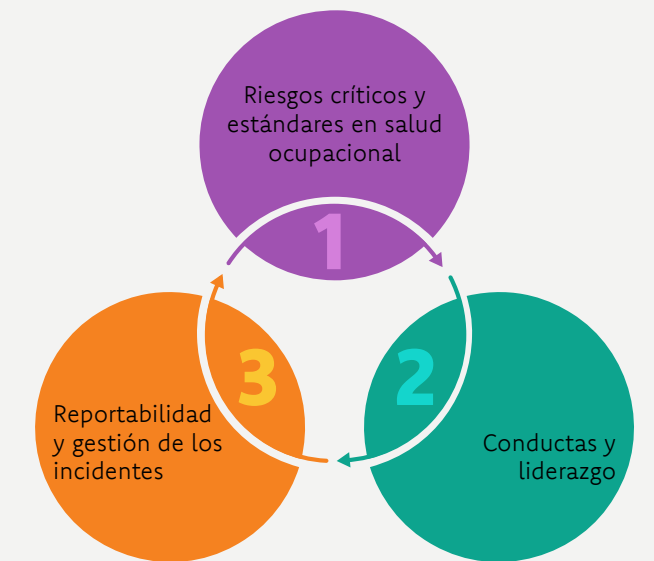 Riesgos críticos y
estándares en salud
ocupacional
1
2
Conductas y
liderazgo
3
Reportabilidad
y gestión de los
incidentes